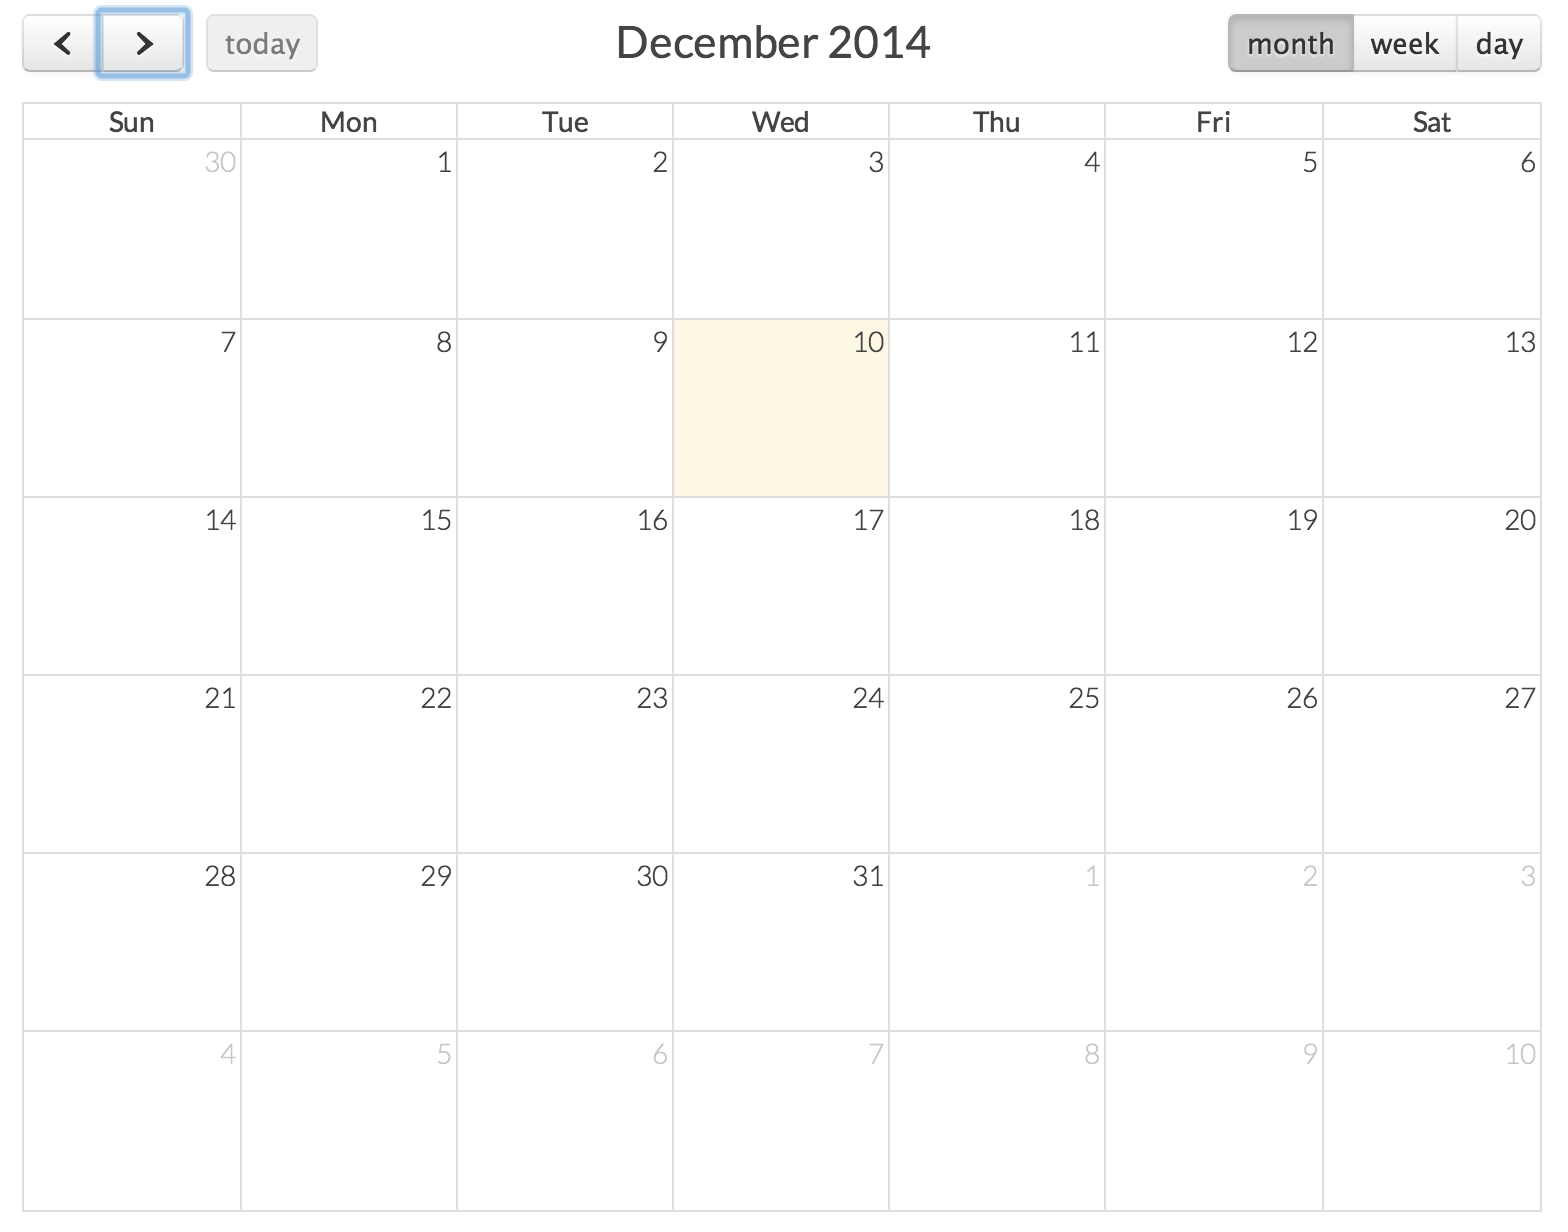 < > today December 2014 month week day
Sun Mon Tue Wed Thu Fri Sat
30 1 2 3 4 5 6
7 8 9 10 11 12 13
14 15 16 17 18 19 20
21 22 23 24 25 26 27
28 29 30 31 1 2 3
4 5 6 7 8 9 10